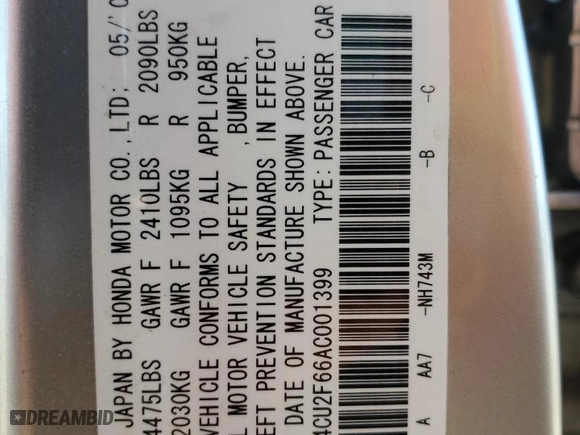 JAPAN BY HONDA MOTOR CO.,LTD; 05/
4475LBS GAWR F 2410LBS R 2090LBS
2030KG GAWR F 1095KG R 950KG
VEHICLE CONFORMS TO ALL APPLICABLE
L MOTOR VEHICLE SAFETY , BUMPER,
EFT PREVENTION STANDARDS IN EFFECT
DATE OF MANUFACTURE SHOWN ABOVE.
CU2F66AC001399 TYPE:PASSENGER CAR
A AA7 -NH743M -B -C
DREAMBID